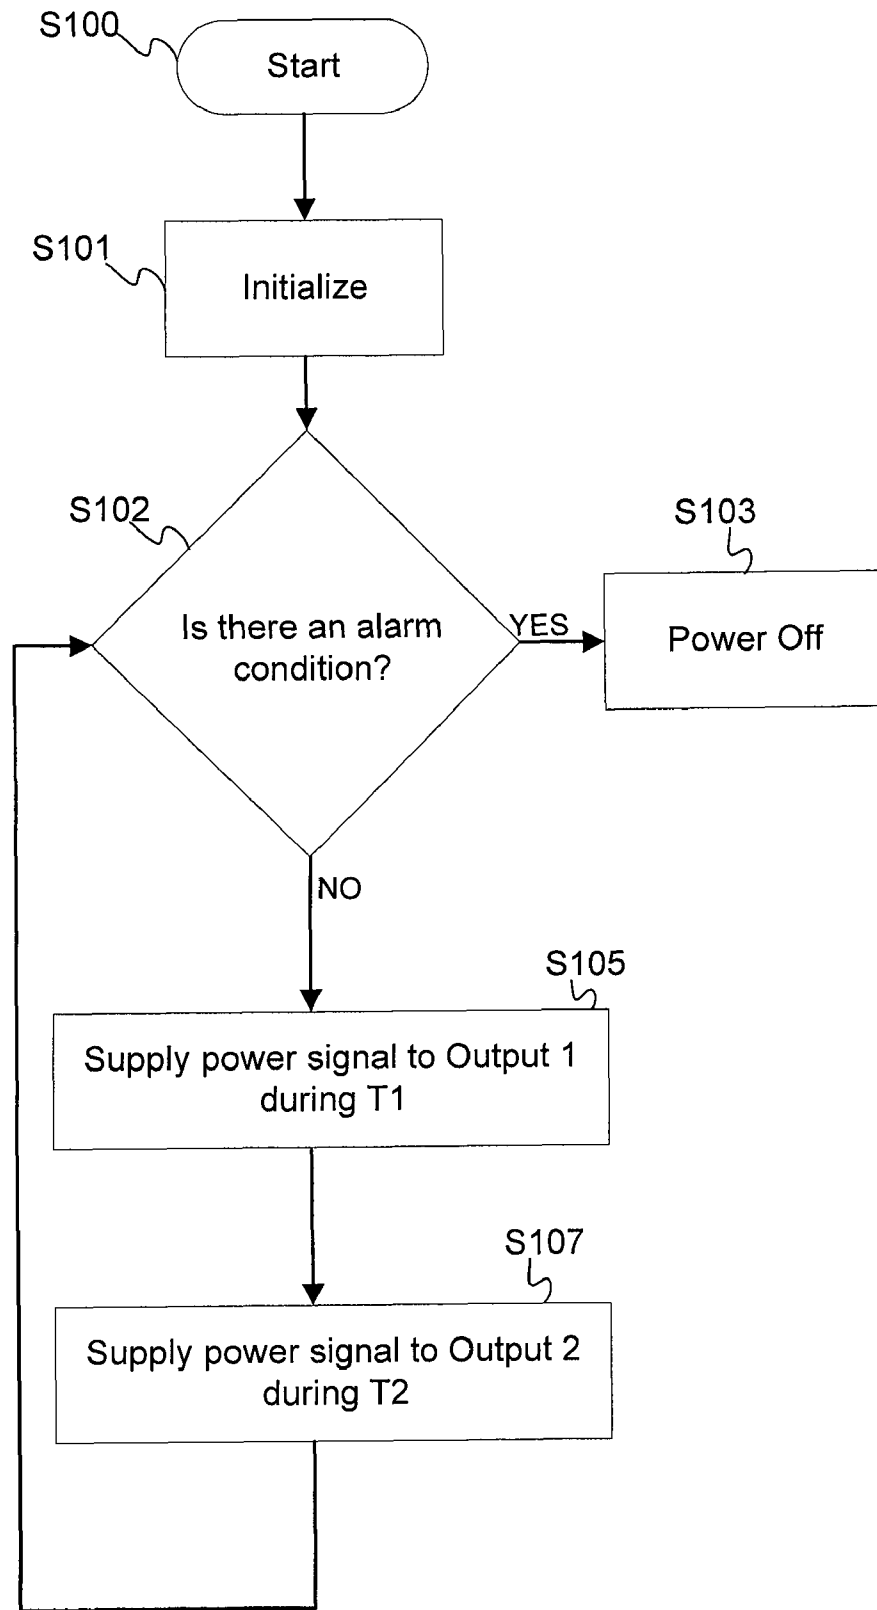 S100
Start
S101
Initialize
S102
S103
Is there an alarm
condition?
YES
Power Off
NO
S105
Supply power signal to Output 1
during T1
S107
Supply power signal to Output 2
during T2